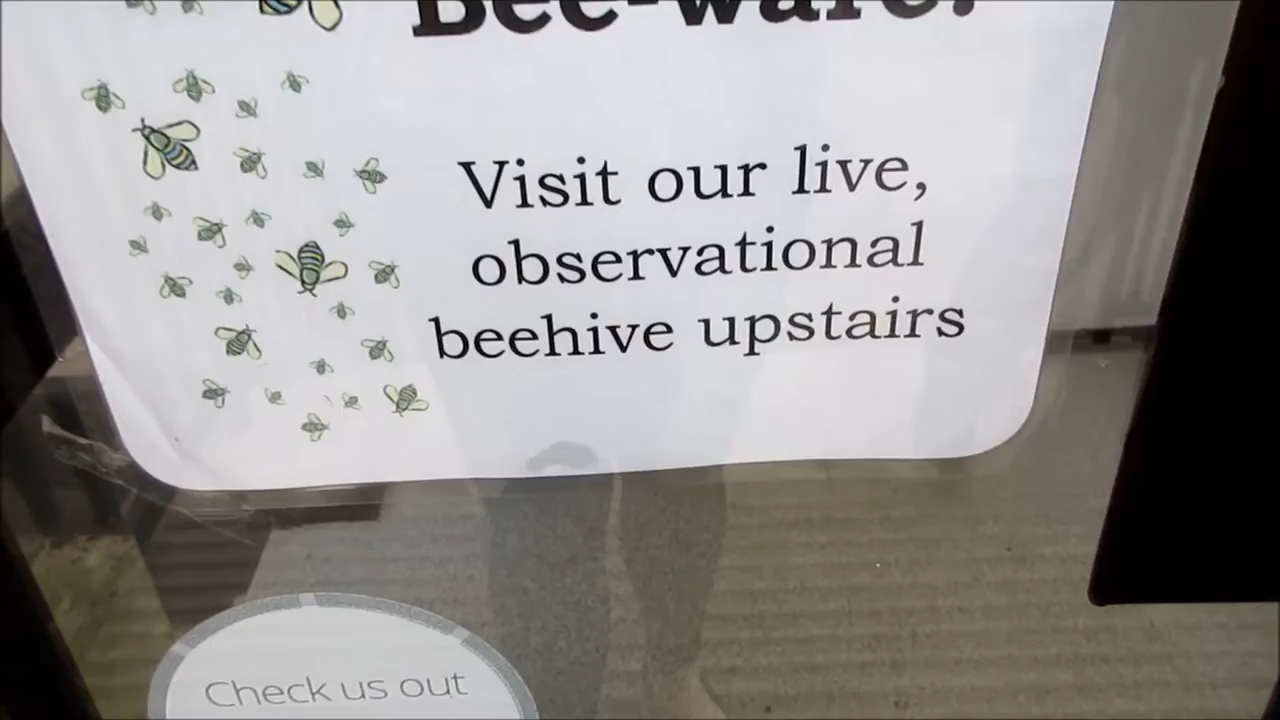 Bee-ware!
Visit our live,
observational
beehive upstairs
Check us out